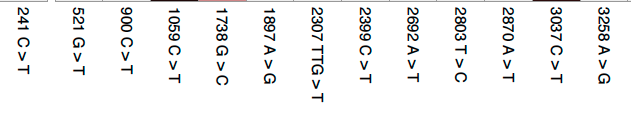 241 C > T
521 G > T
900 C > T
1059 C > T
1738 G > C
1897 A > G
2307 TTG > T
2399 C > T
2692 A > T
2803 T > C
2870 A > T
3037 C > T
3258 A > G